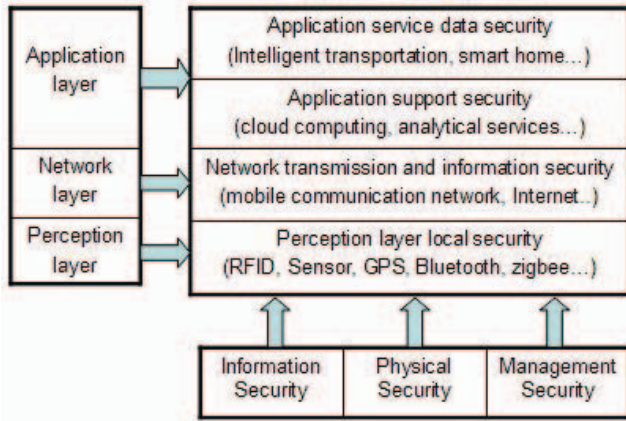 Application
layer
Network
layer
Perception
layer
Application service data security
(Intelligent transportation, smart home...)
Application support security
(cloud computing, analytical services...)
Network transmission and information security
(mobile communication network, Internet..)
Perception layer local security
(RFID, Sensor, GPS, Bluetooth, zigbee...)
Information
Security
Physical
Security
Management
Security